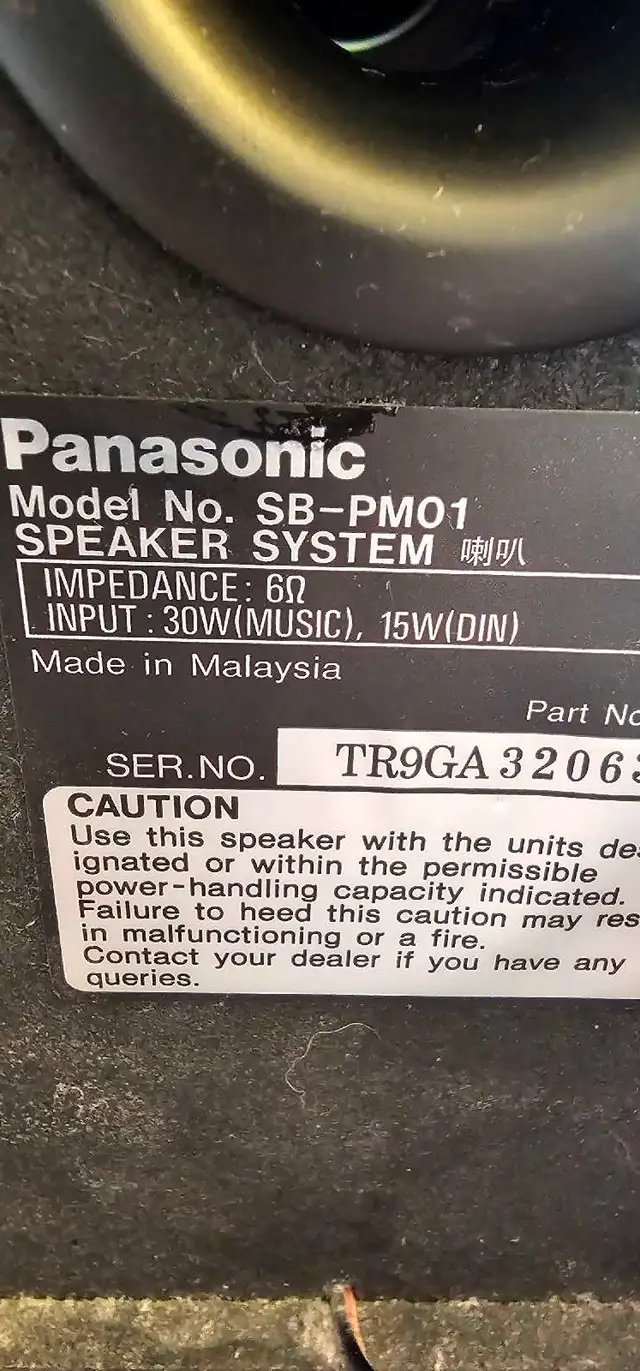 Panasonic
Model No. SB-PM01
SPEAKER SYSTEM 喇叭
IMPEDANCE: 6Ω
INPUT : 30W(MUSIC), 15W(DIN)
Made in Malaysia
Part No
SER.NO. TR9GA32063
CAUTION
Use this speaker with the units des
ignated or within the permissible
power-handling capacity indicated.
Failure to heed this caution may res
in malfunctioning or a fire.
Contact your dealer if you have any
queries.